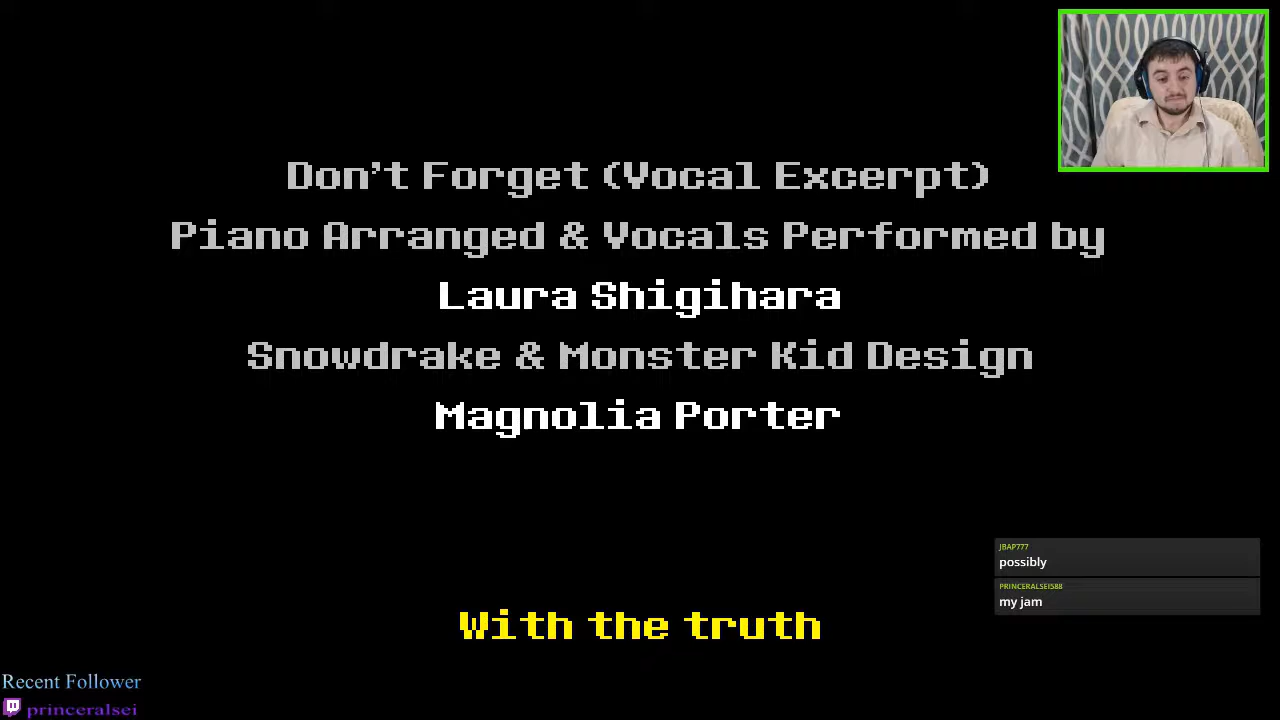 Don't Forget (Vocal Excerpt)
Piano Arranged & Vocals Performed by
Laura Shigihara
Snowdrake & Monster Kid Design
Magnolia Porter
JBAP777
possibly
PRINCERALSEI588
my jam
With the truth
Recent Follower
princeralsei